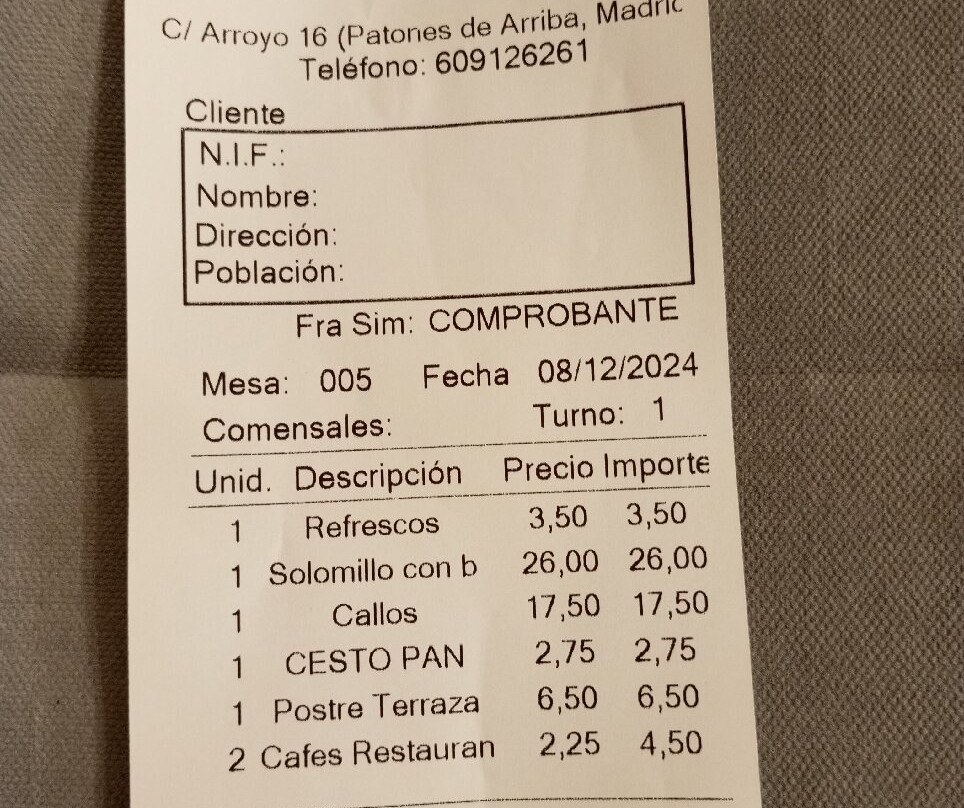 C/ Arroyo 16 (Patones de Arriba, Madric
Teléfono: 609126261
Cliente
N.I.F.:
Nombre:
Dirección:
Población:
Fra Sim: COMPROBANTE
Mesa: 005 Fecha 08/12/2024
Comensales: Turno: 1
Unid. Descripción Precio Importe
1 Refrescos 3,50 3,50
1 Solomillo con b 26,00 26,00
1 Callos 17,50 17,50
1 CESTO PAN 2,75 2,75
1 Postre Terraza 6,50 6,50
2 Cafes Restauran 2,25 4,50